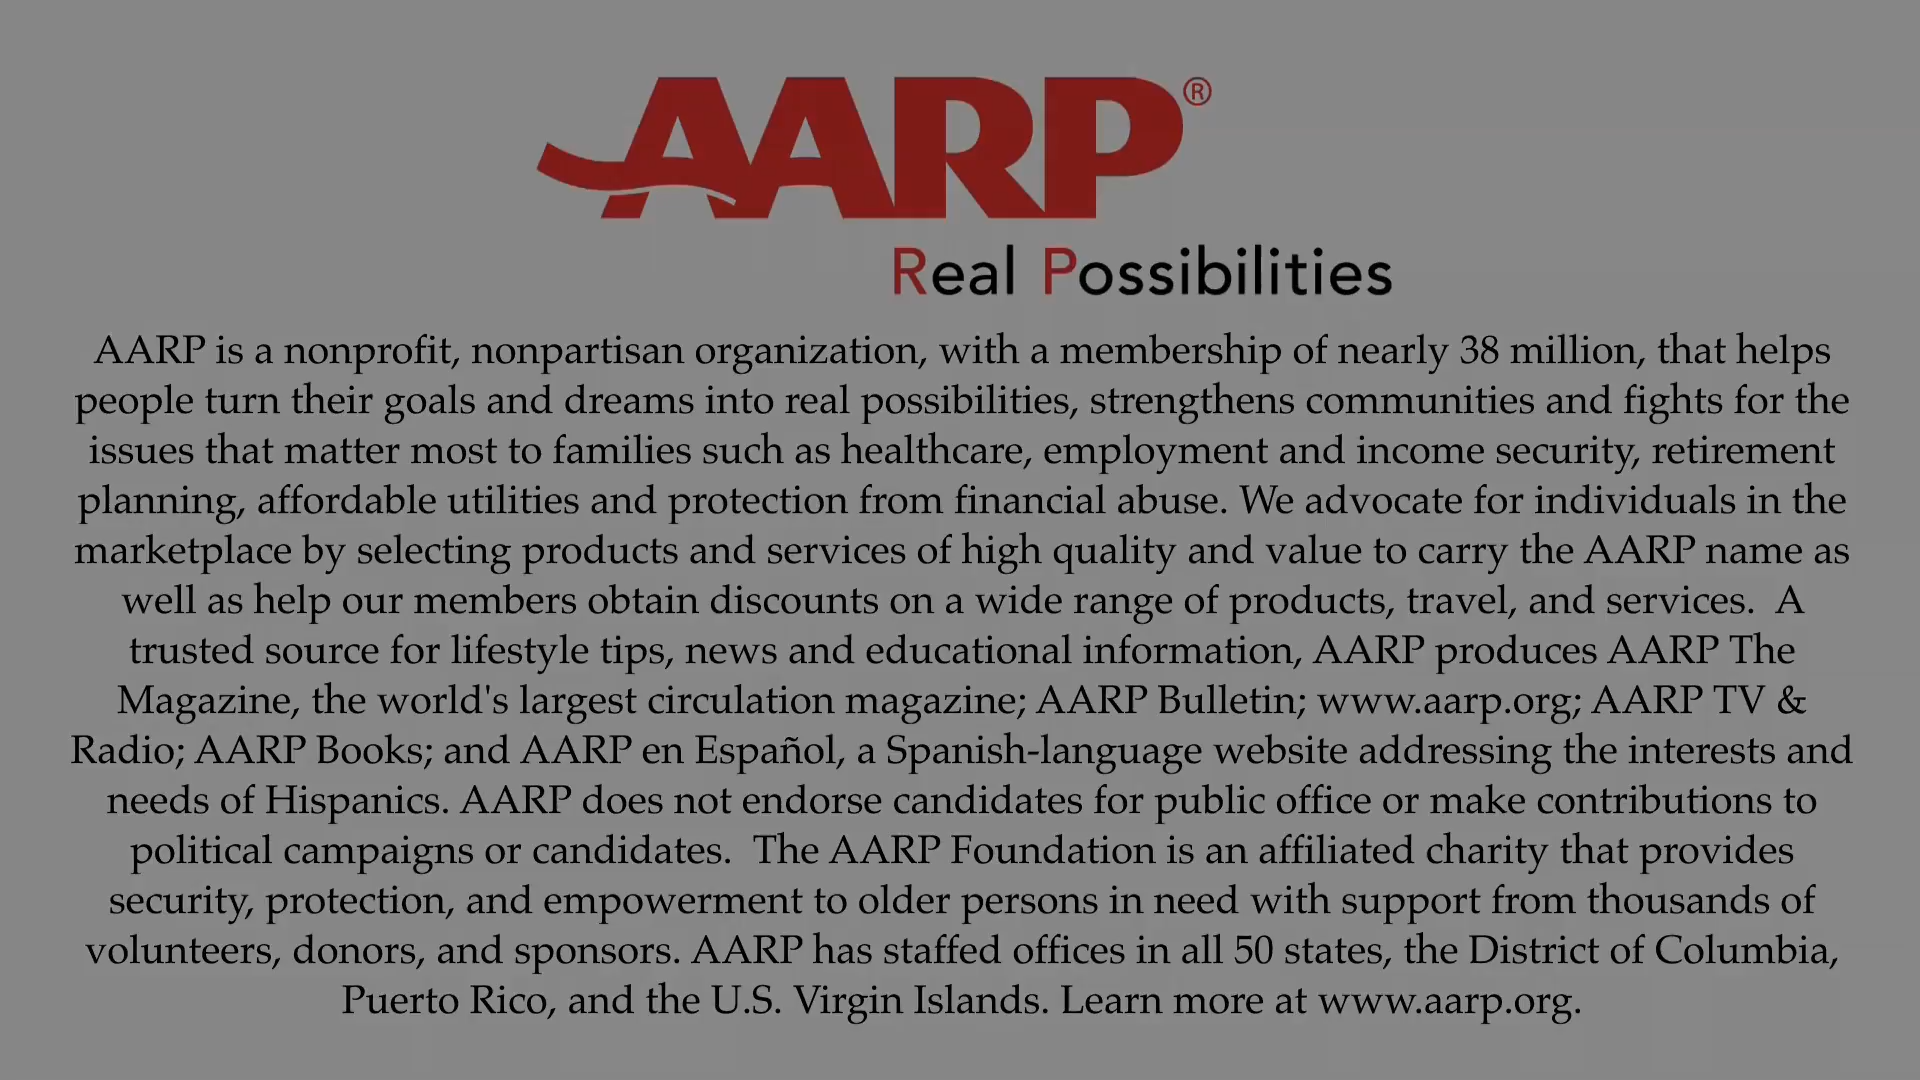 AARP®
Real Possibilities
AARP is a nonprofit, nonpartisan organization, with a membership of nearly 38 million, that helps
people turn their goals and dreams into real possibilities, strengthens communities and fights for the
issues that matter most to families such as healthcare, employment and income security, retirement
planning, affordable utilities and protection from financial abuse. We advocate for individuals in the
marketplace by selecting products and services of high quality and value to carry the AARP name as
well as help our members obtain discounts on a wide range of products, travel, and services.  A
trusted source for lifestyle tips, news and educational information, AARP produces AARP The
Magazine, the world's largest circulation magazine; AARP Bulletin; www.aarp.org; AARP TV &
Radio; AARP Books; and AARP en Español, a Spanish-language website addressing the interests and
needs of Hispanics. AARP does not endorse candidates for public office or make contributions to
political campaigns or candidates.  The AARP Foundation is an affiliated charity that provides
security, protection, and empowerment to older persons in need with support from thousands of
volunteers, donors, and sponsors. AARP has staffed offices in all 50 states, the District of Columbia,
Puerto Rico, and the U.S. Virgin Islands. Learn more at www.aarp.org.